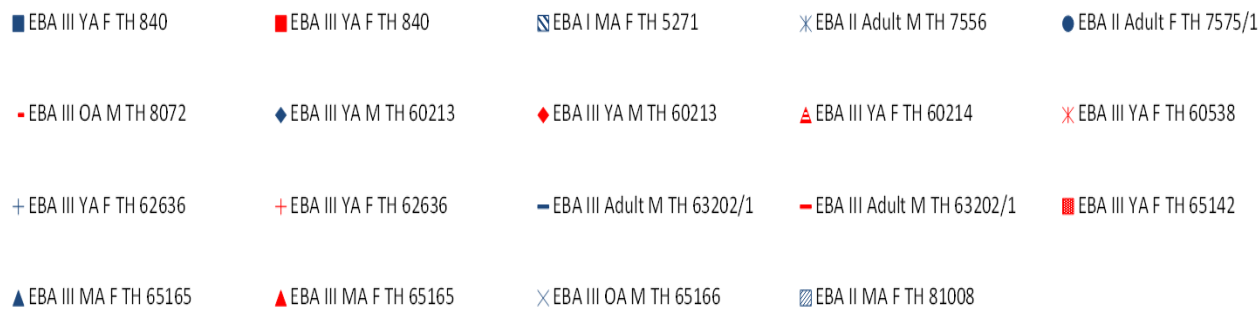 EBA III YA F TH 840 EBA III YA F TH 840 EBA I MA F TH 5271 EBA II Adult M TH 7556 EBA II Adult F TH 7575/1
EBA III OA M TH 8072 EBA III YA M TH 60213 EBA III YA M TH 60213 EBA III YA F TH 60214 EBA III YA F TH 60538
EBA III YA F TH 62636 EBA III YA F TH 62636 EBA III Adult M TH 63202/1 EBA III Adult M TH 63202/1 EBA III YA F TH 65142
EBA III MA F TH 65165 EBA III MA F TH 65165 EBA III OA M TH 65166 EBA II MA F TH 81008